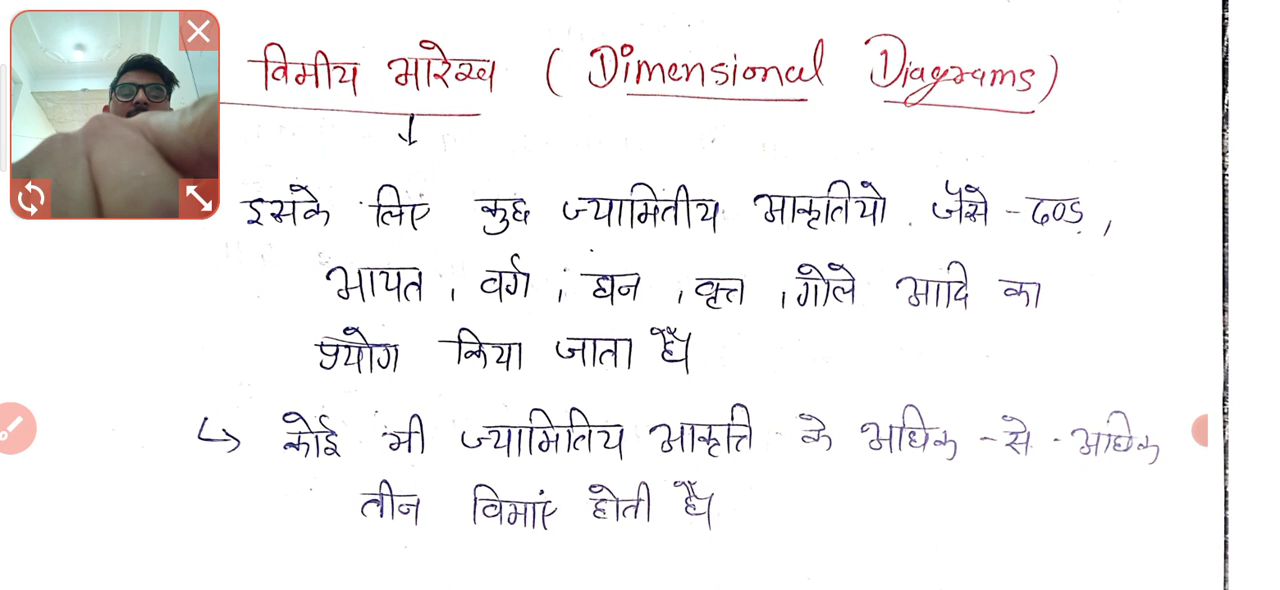 विमीय आरेख (Dimensional Diagrams)
इसके लिए कुछ ज्यामितीय आकृतियो जैसे - दण्ड,
आयत, वर्ग, घन, वृत्त, गोले आदि का
प्रयोग किया जाता है।
↳ कोई भी ज्यामितिय आकृति के अधिक - से - अधिक
तीन विमाएं होती है।